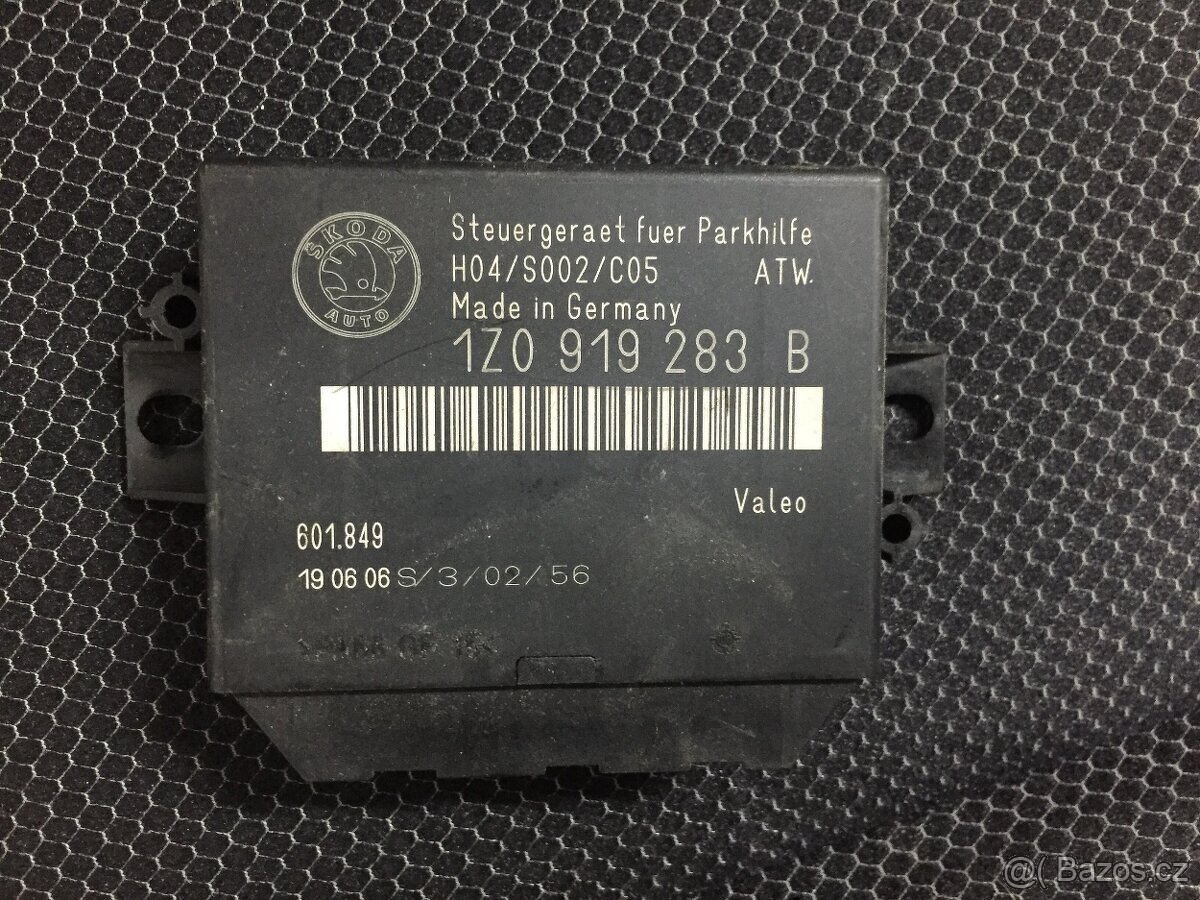 ŠKODA
AUTO
Steuergeraet fuer Parkhilfe
H04/S002/C05 ATW.
Made in Germany
1Z0 919 283 B
Valeo
601.849
19 06 06 S/3/02/56
@( Bazos.cz